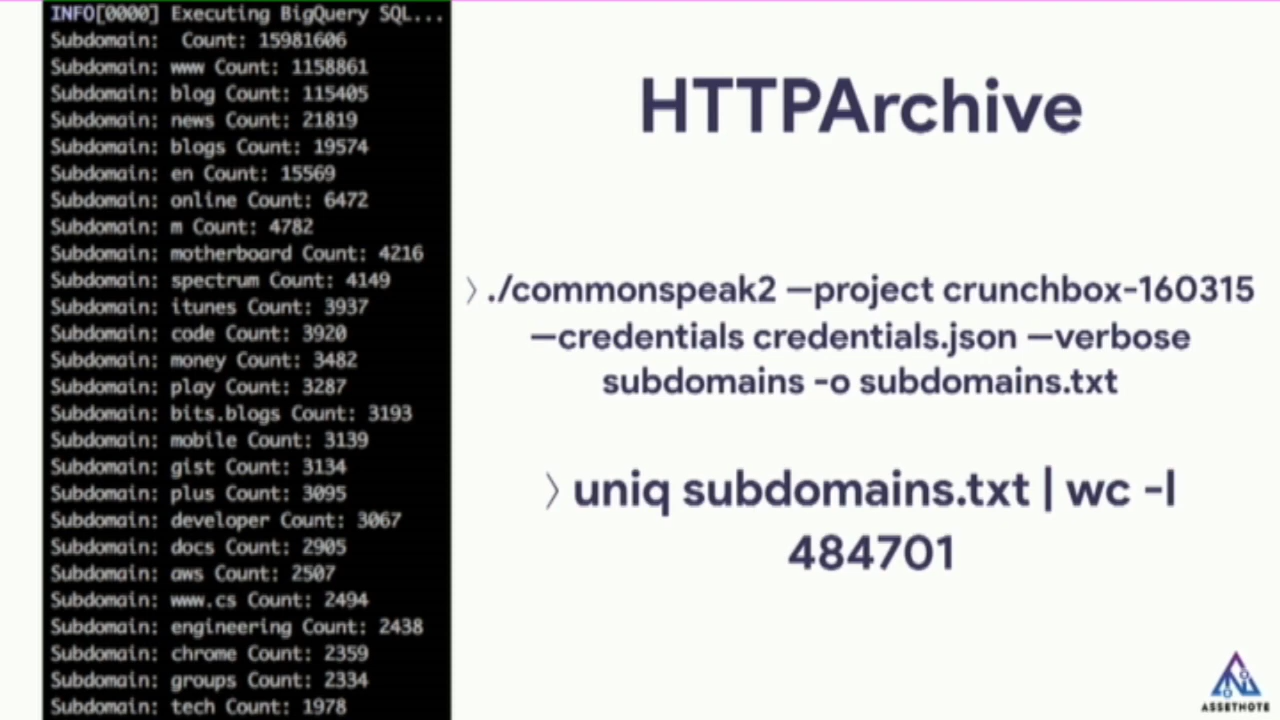 INFO[0000] Executing BigQuery SQL...
Subdomain:  Count: 15981606
Subdomain: www Count: 1158861
Subdomain: blog Count: 115405
Subdomain: news Count: 21819
Subdomain: blogs Count: 19574
Subdomain: en Count: 15569
Subdomain: online Count: 6472
Subdomain: m Count: 4782
Subdomain: motherboard Count: 4216
Subdomain: spectrum Count: 4149
Subdomain: itunes Count: 3937
Subdomain: code Count: 3920
Subdomain: money Count: 3482
Subdomain: play Count: 3287
Subdomain: bits.blogs Count: 3193
Subdomain: mobile Count: 3139
Subdomain: gist Count: 3134
Subdomain: plus Count: 3095
Subdomain: developer Count: 3067
Subdomain: docs Count: 2905
Subdomain: aws Count: 2507
Subdomain: www.cs Count: 2494
Subdomain: engineering Count: 2438
Subdomain: chrome Count: 2359
Subdomain: groups Count: 2334
Subdomain: tech Count: 1978
HTTPArchive
〉./commonspeak2 —project crunchbox-160315
—credentials credentials.json —verbose
subdomains -o subdomains.txt
〉uniq subdomains.txt | wc -l
484701
ASSETNOTE